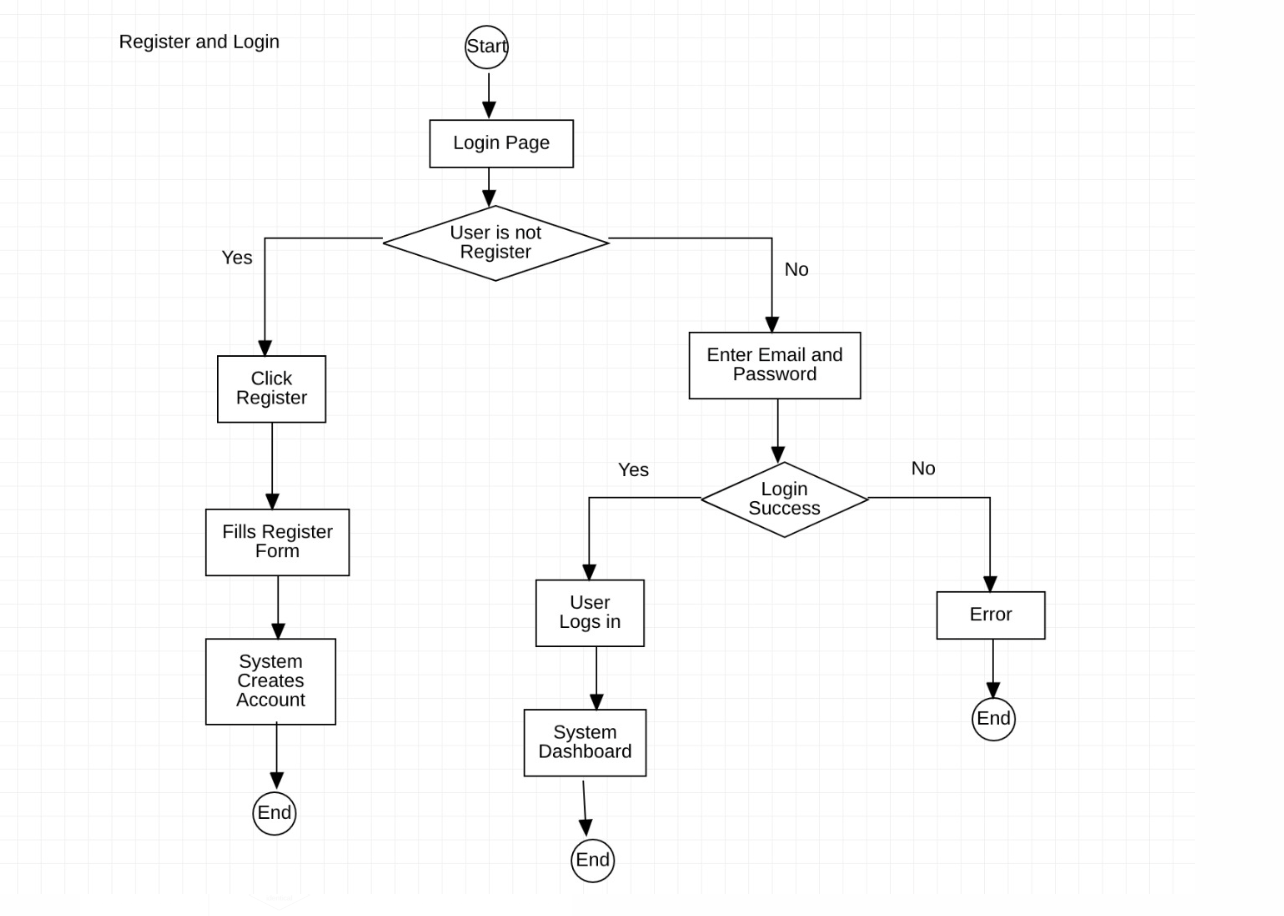 Register and Login
Start
Login Page
User is not
Register
Yes
No
Click
Register
Enter Email and
Password
Fills Register
Form
Yes
No
Login
Success
System
Creates
Account
User
Logs in
Error
System
Dashboard
End
End
End